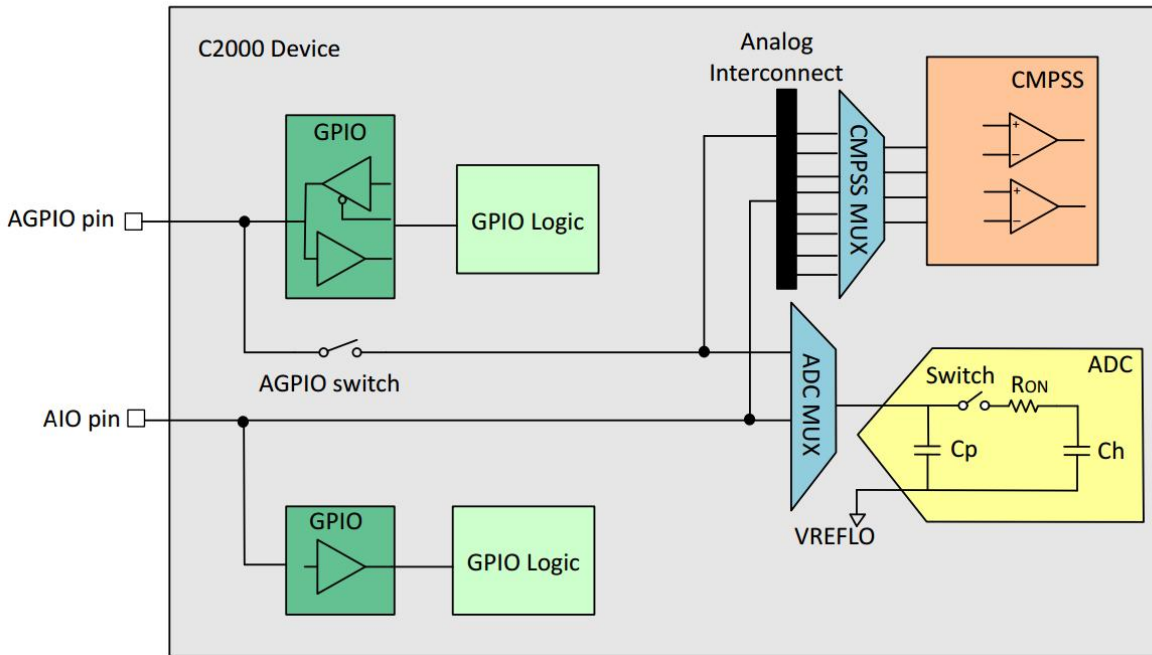 C2000 Device
Analog
Interconnect
GPIO
GPIO Logic
AGPIO pin
AGPIO switch
CMPSS MUX
CMPSS
+
−
+
−
AIO pin
GPIO
GPIO Logic
ADC MUX
ADC
Switch
RON
Cp
Ch
VREFLO